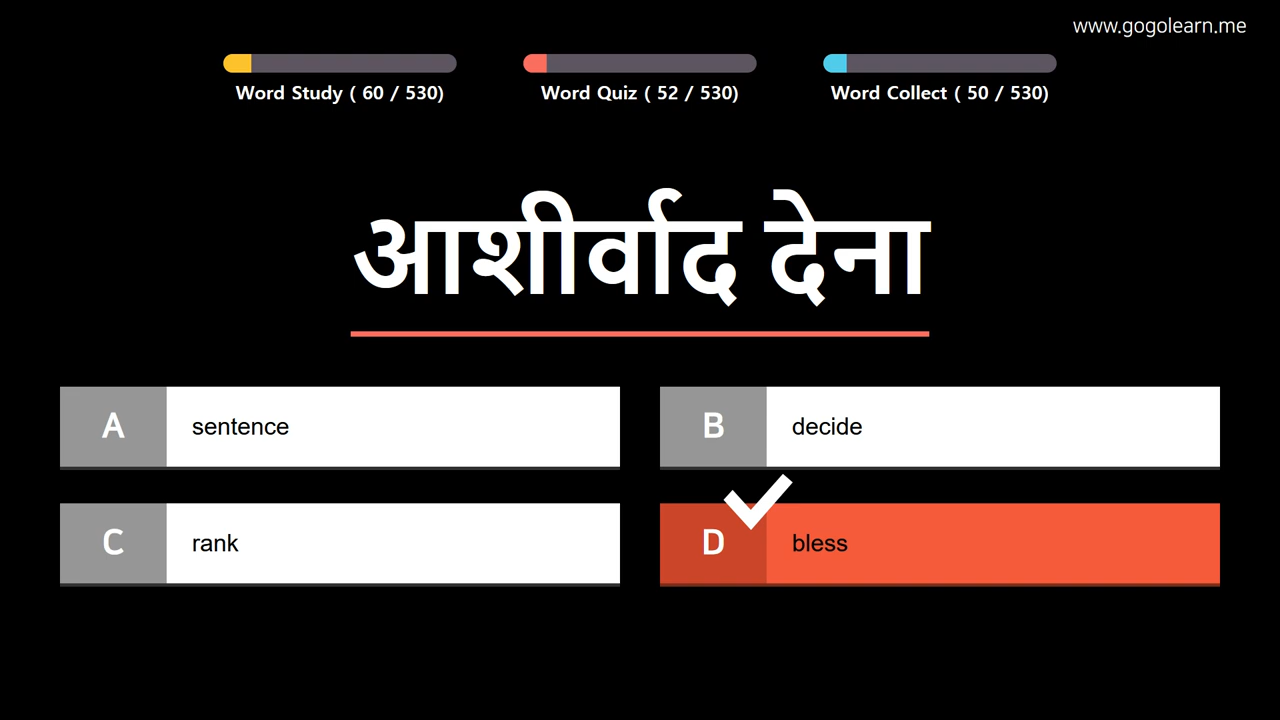 www.gogolearn.me
Word Study ( 60 / 530)
Word Quiz ( 52 / 530)
Word Collect ( 50 / 530)
आशीर्वाद देना
A sentence
B decide
C rank
D bless